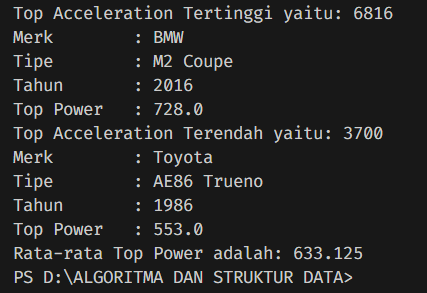 Top Acceleration Tertinggi yaitu: 6816
Merk : BMW
Tipe : M2 Coupe
Tahun : 2016
Top Power : 728.0
Top Acceleration Terendah yaitu: 3700
Merk : Toyota
Tipe : AE86 Trueno
Tahun : 1986
Top Power : 553.0
Rata-rata Top Power adalah: 633.125
PS D:\ALGORITMA DAN STRUKTUR DATA>